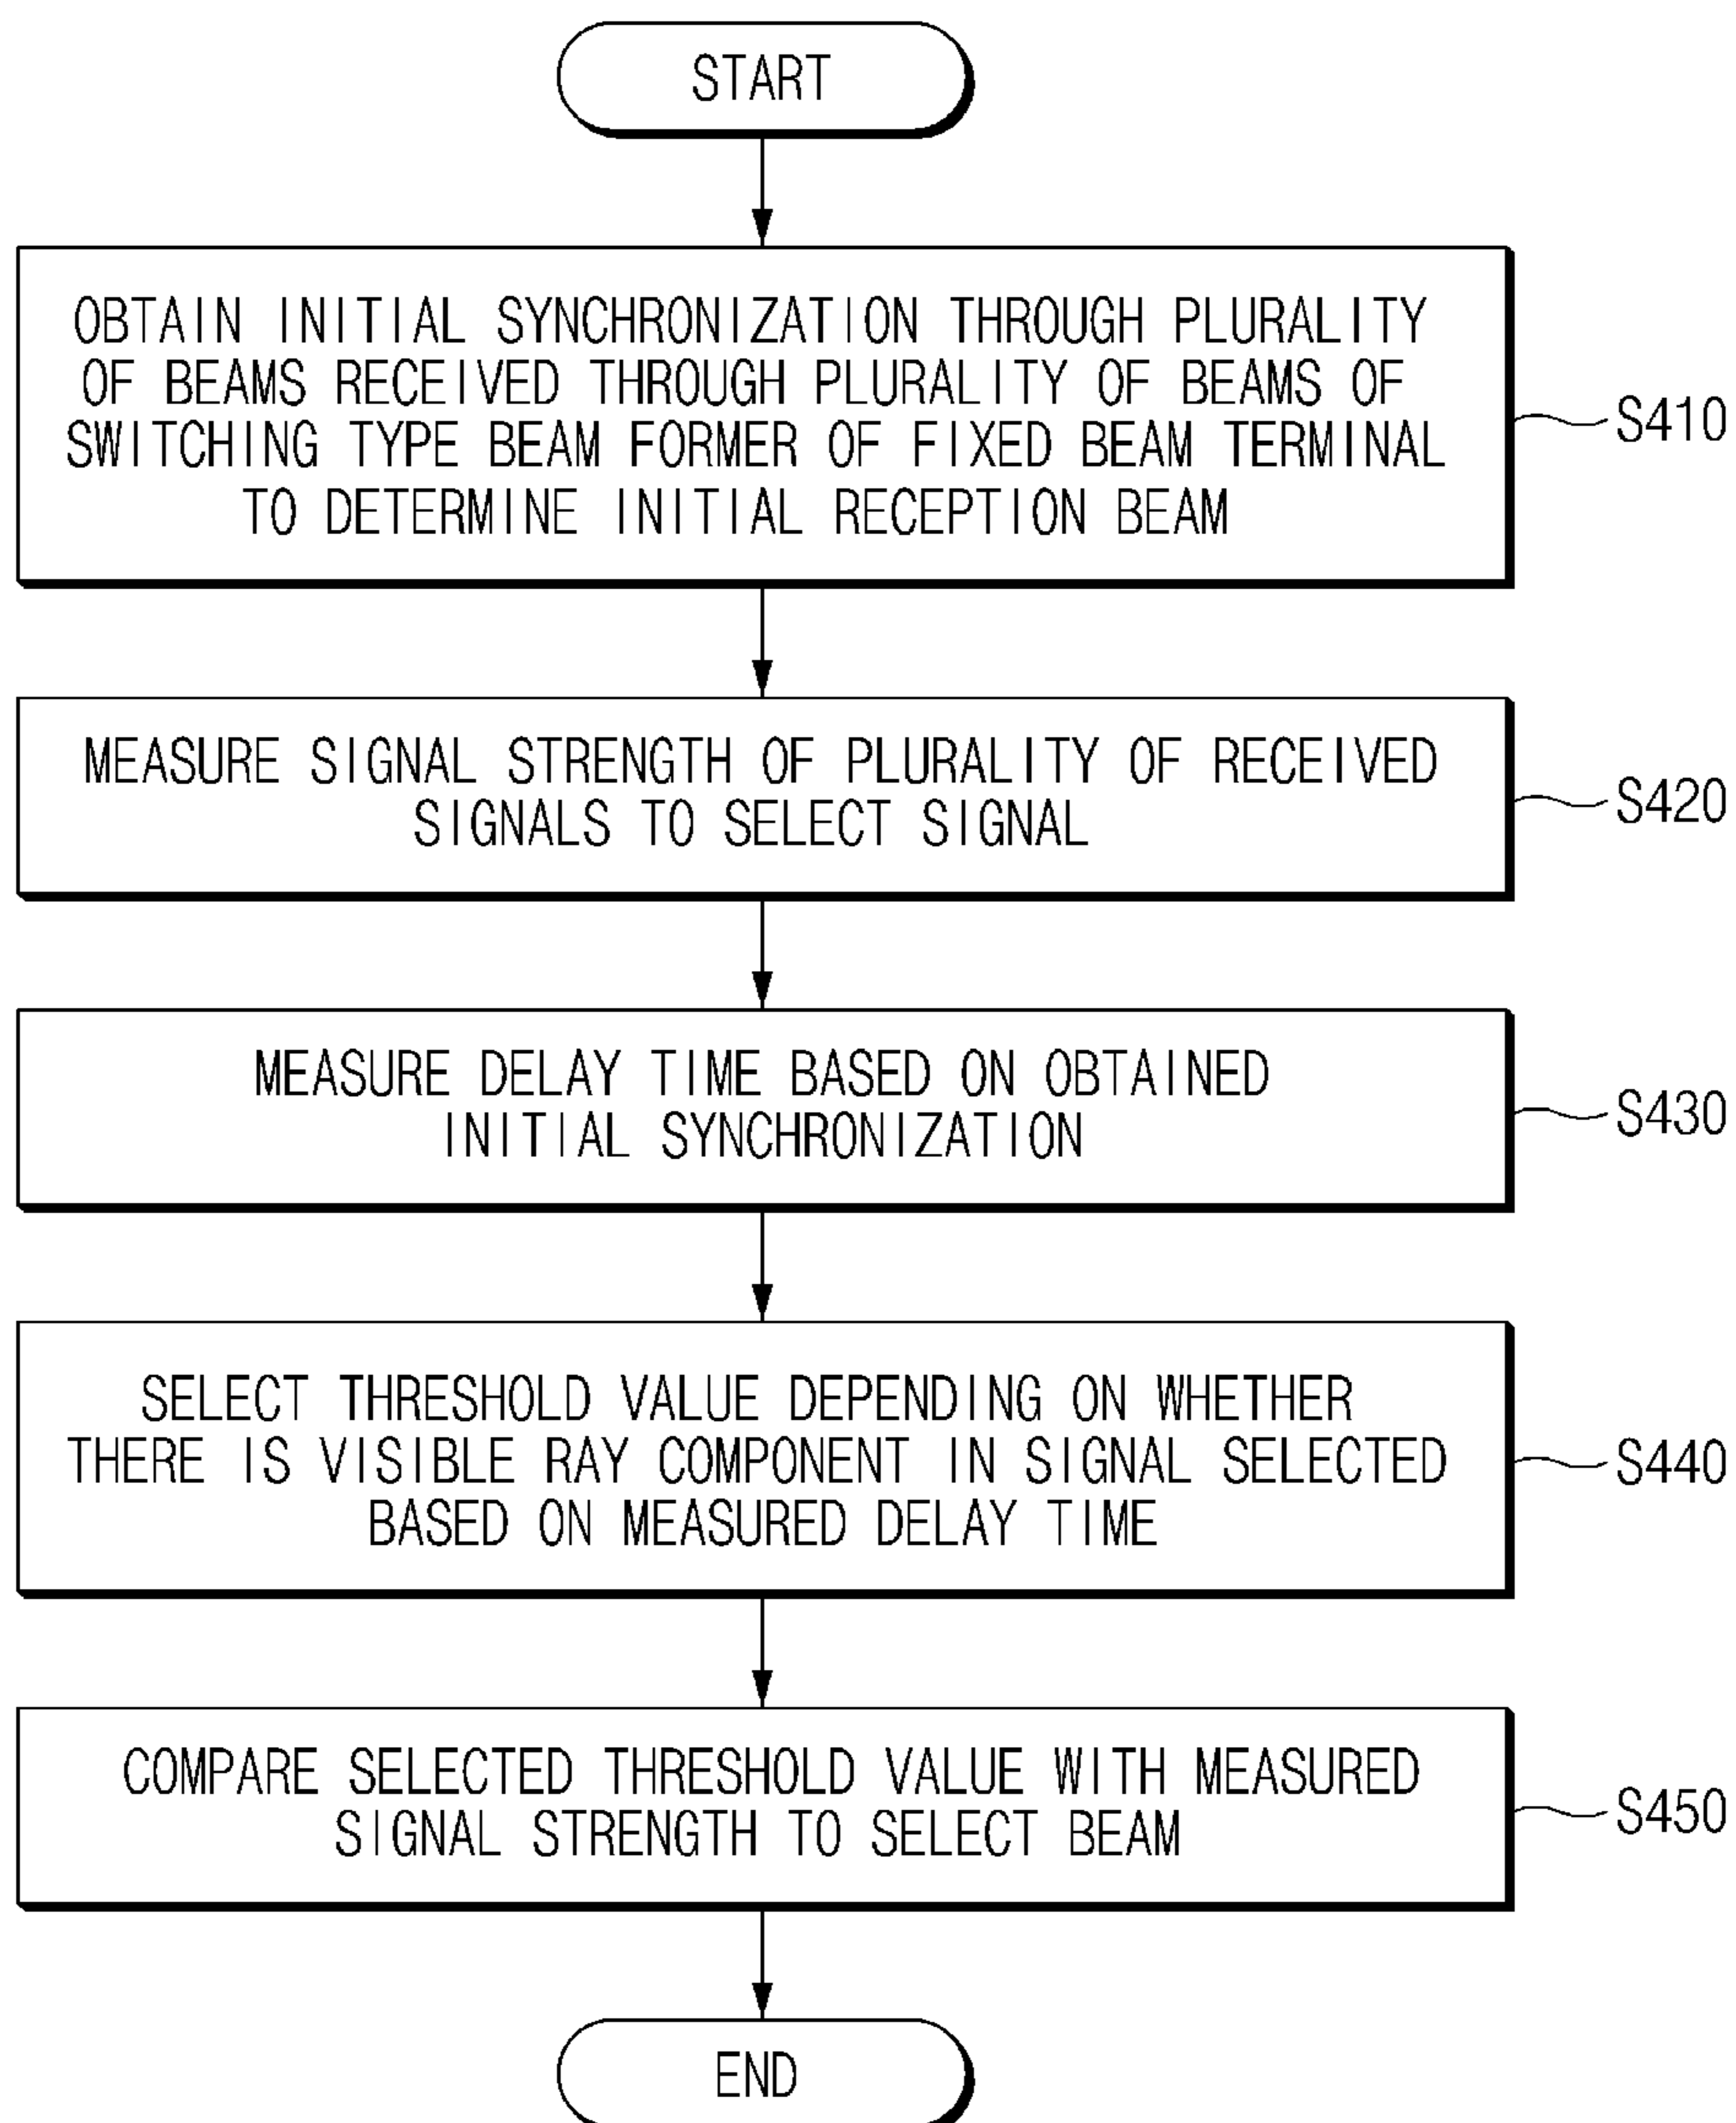 START
OBTAIN INITIAL SYNCHRONIZATION THROUGH PLURALITY
OF BEAMS RECEIVED THROUGH PLURALITY OF BEAMS OF
SWITCHING TYPE BEAM FORMER OF FIXED BEAM TERMINAL
TO DETERMINE INITIAL RECEPTION BEAM
S410
MEASURE SIGNAL STRENGTH OF PLURALITY OF RECEIVED
SIGNALS TO SELECT SIGNAL
S420
MEASURE DELAY TIME BASED ON OBTAINED
INITIAL SYNCHRONIZATION
S430
SELECT THRESHOLD VALUE DEPENDING ON WHETHER
THERE IS VISIBLE RAY COMPONENT IN SIGNAL SELECTED
BASED ON MEASURED DELAY TIME
S440
COMPARE SELECTED THRESHOLD VALUE WITH MEASURED
SIGNAL STRENGTH TO SELECT BEAM
S450
END